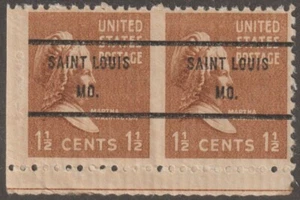 UNITED STATES POSTAGE
SAINT LOUIS
MO.
MARTHA
1½ CENTS 1½
UNITED STATES POSTAGE
SAINT LOUIS
MO.
MARTHA
1½ CENTS 1½